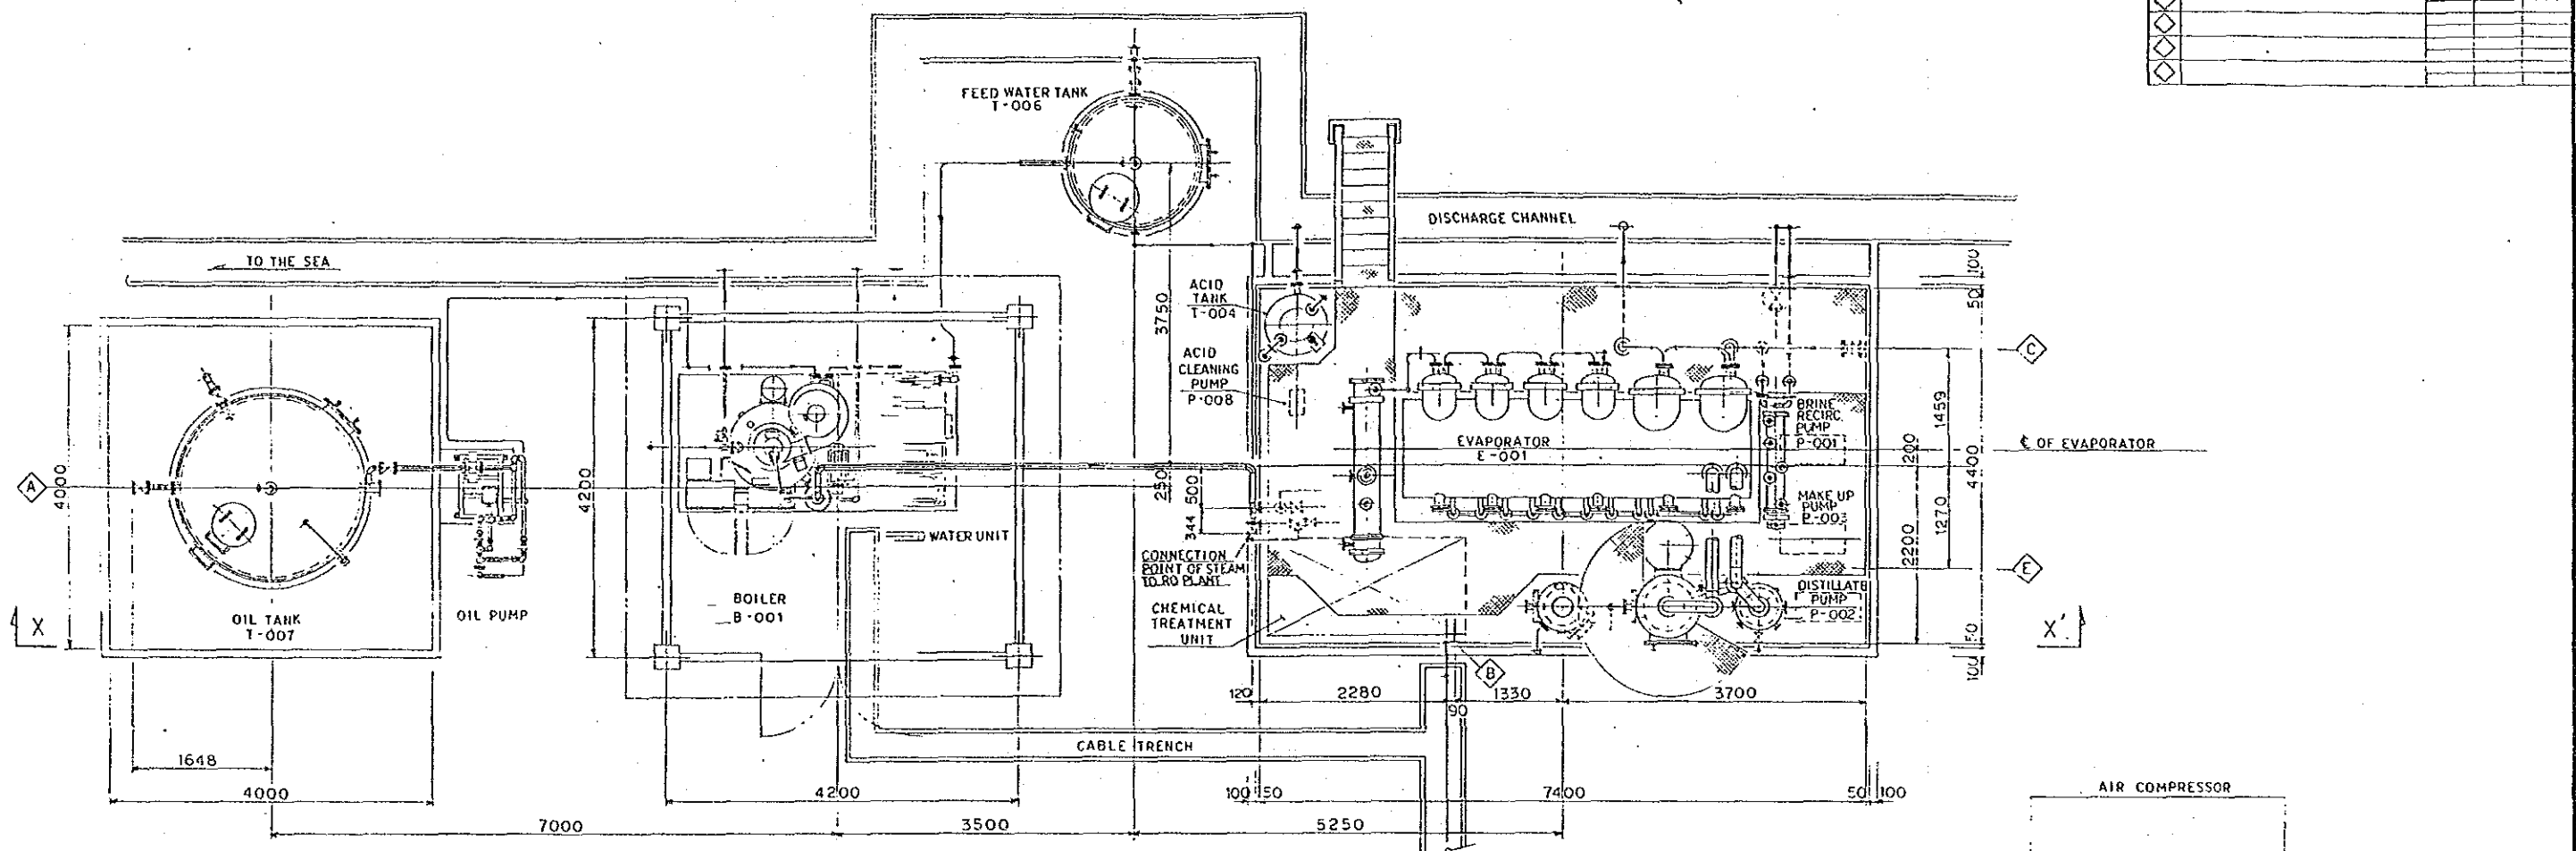 FEED WATER TANK
T-006
DISCHARGE CHANNEL
TO THE SEA
ACID
TANK
T-004
ACID
CLEANING
PUMP
P-008
EVAPORATOR
E-001
BRINE
RECIRC.
PUMP
P-001
MAKE UP
PUMP
P-003
DISTILLATE
PUMP
P-002
℄ OF EVAPORATOR
A
B
C
E
X
X'
OIL TANK
T-007
OIL PUMP
BOILER
B-001
WATER UNIT
CONNECTION
POINT OF STEAM
TO RO PLANT
CHEMICAL
TREATMENT
UNIT
CABLE TRENCH
AIR COMPRESSOR
4000
4200
3750
250
500
344
100
50
1459
200
4400
1270
2200
50
100
120
2280
90
1330
3700
1648
4000
4200
100
50
7400
50
100
7000
3500
5250